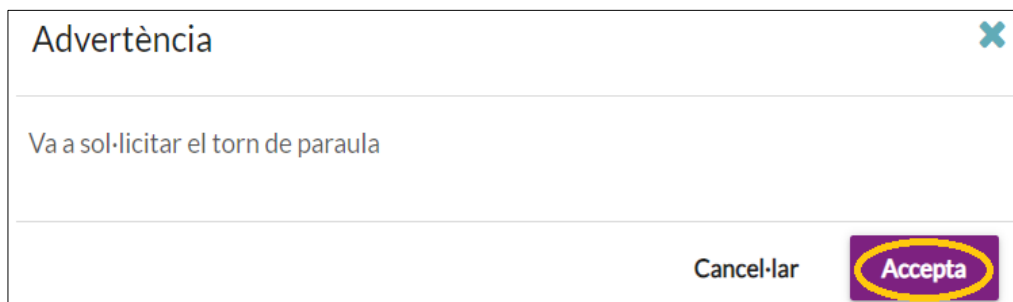 Advertència
Va a sol·licitar el torn de paraula
Cancel·lar
Accepta